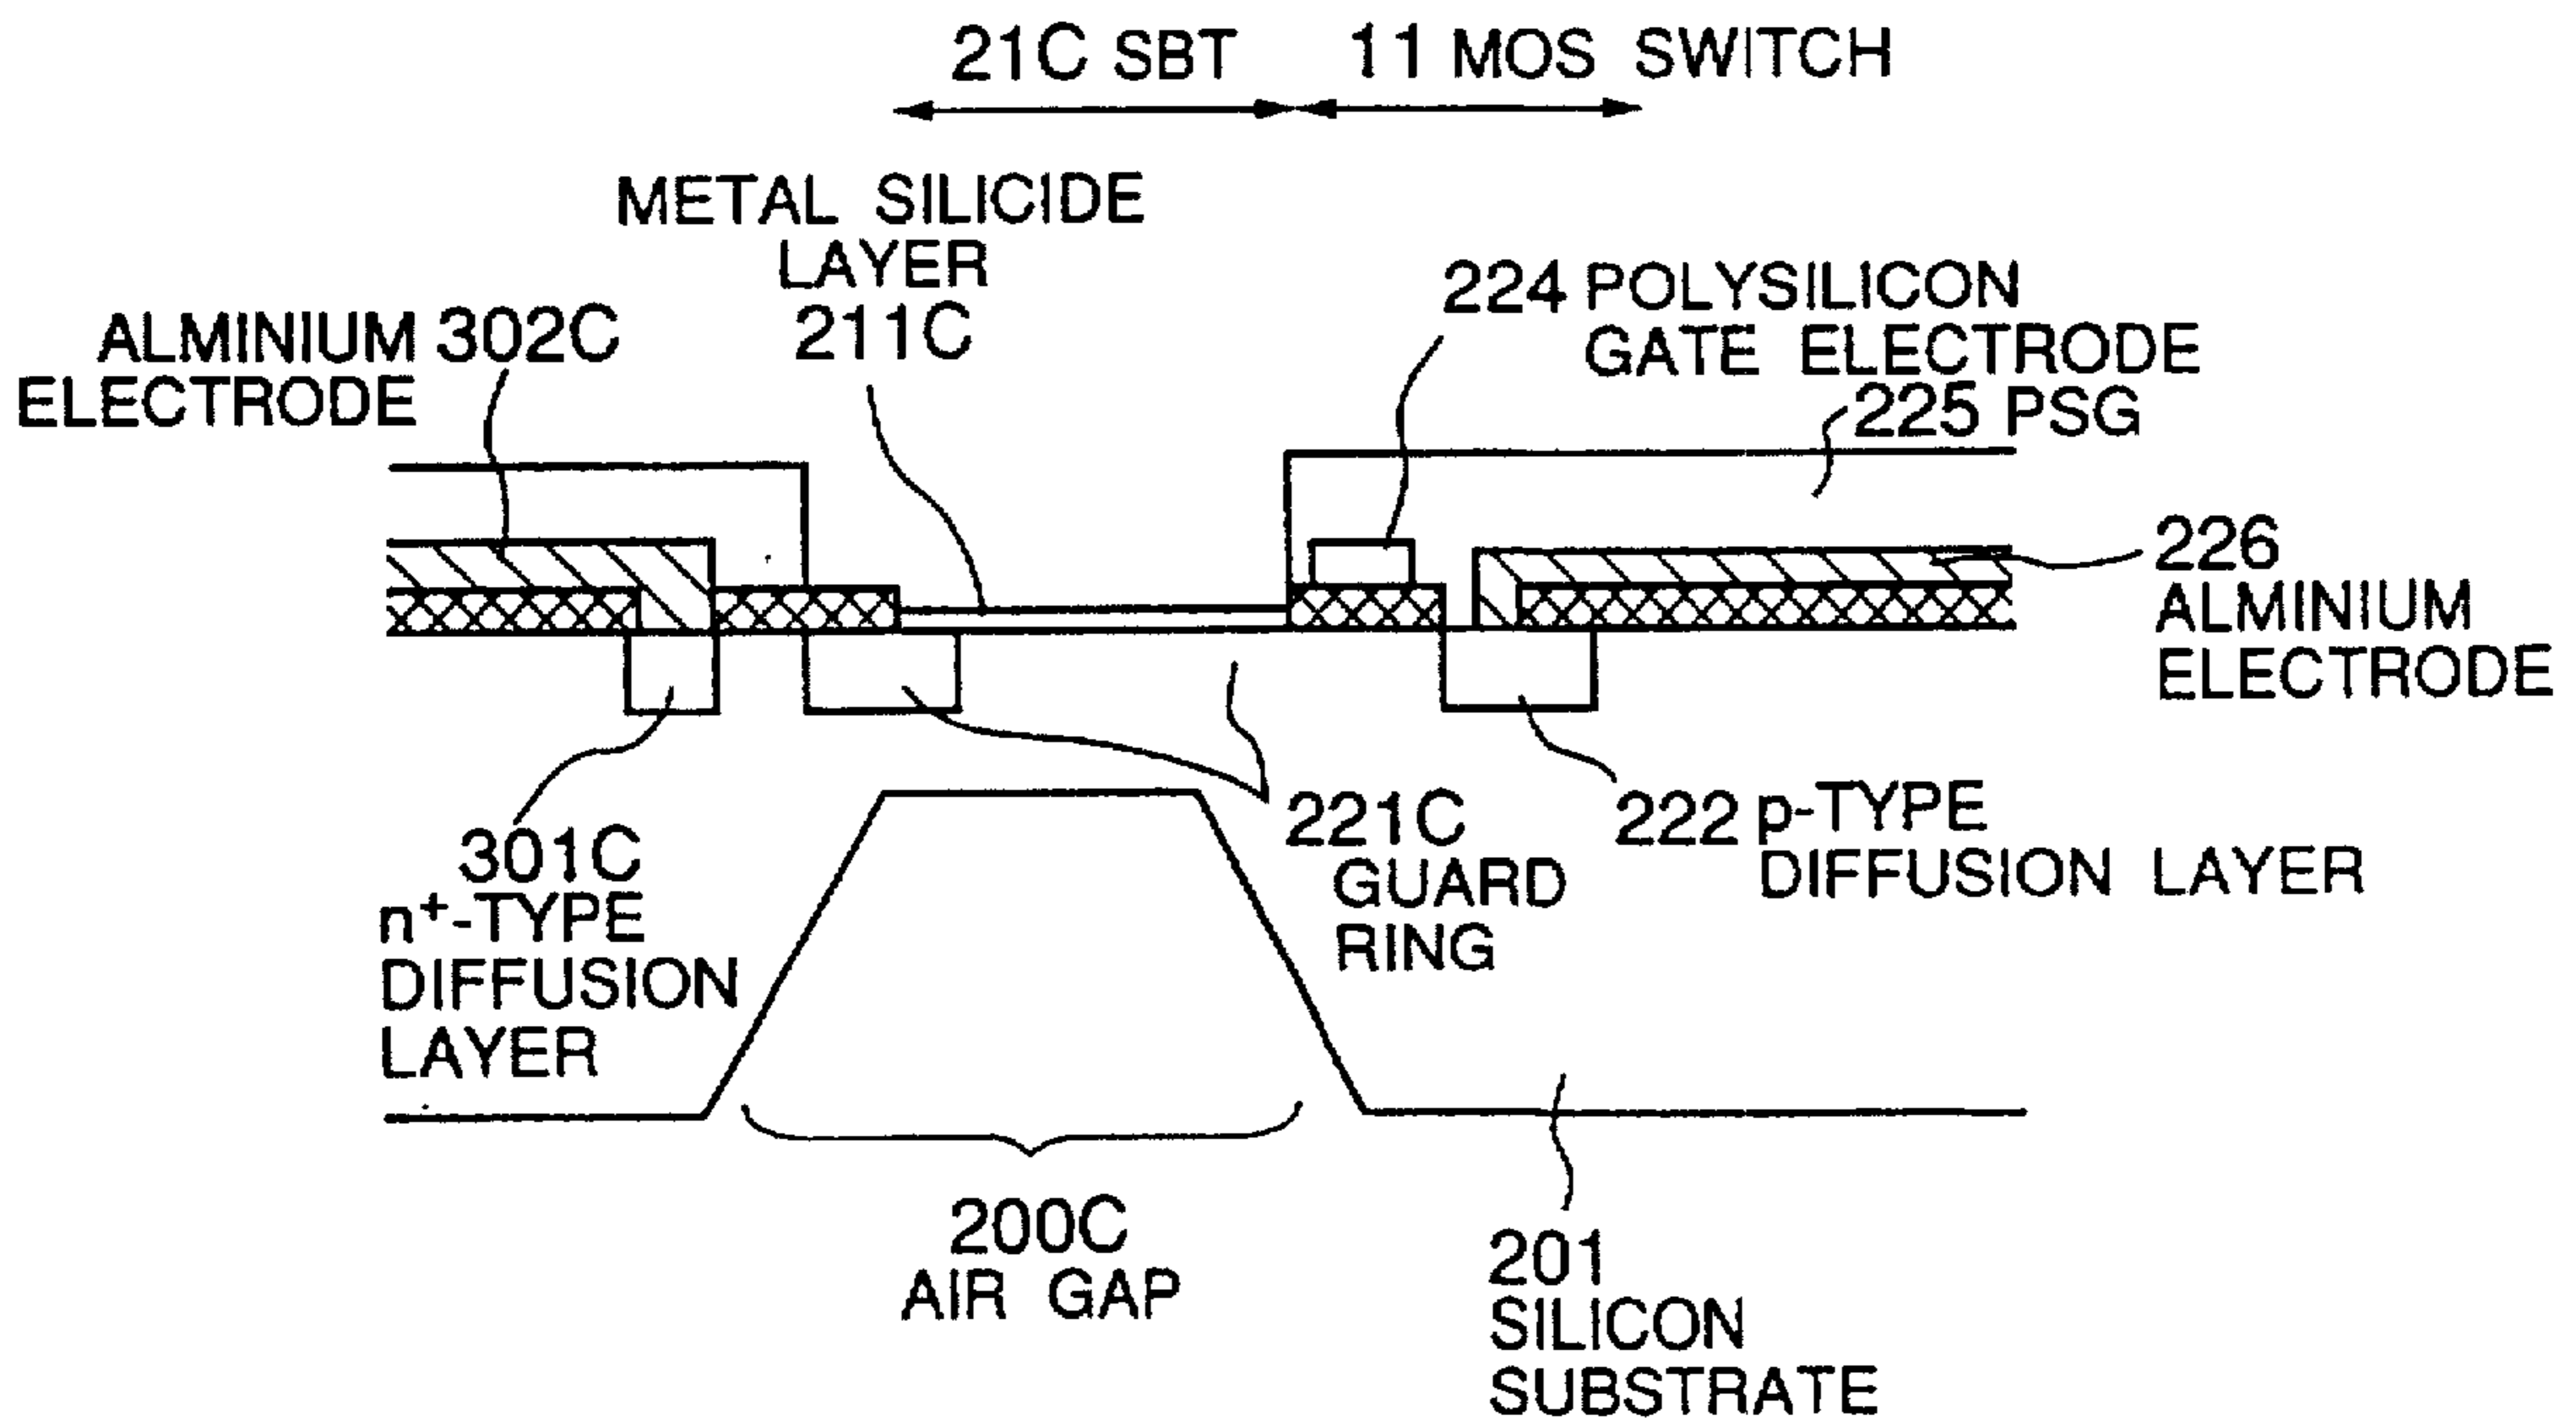 21C SBT
11 MOS SWITCH
METAL SILICIDE
LAYER
211C
ALMINIUM 302C
ELECTRODE
224 POLYSILICON
GATE ELECTRODE
225 PSG
226
ALMINIUM
ELECTRODE
301C
n⁺-TYPE
DIFFUSION
LAYER
221C
GUARD
RING
222 p-TYPE
DIFFUSION LAYER
200C
AIR GAP
201
SILICON
SUBSTRATE